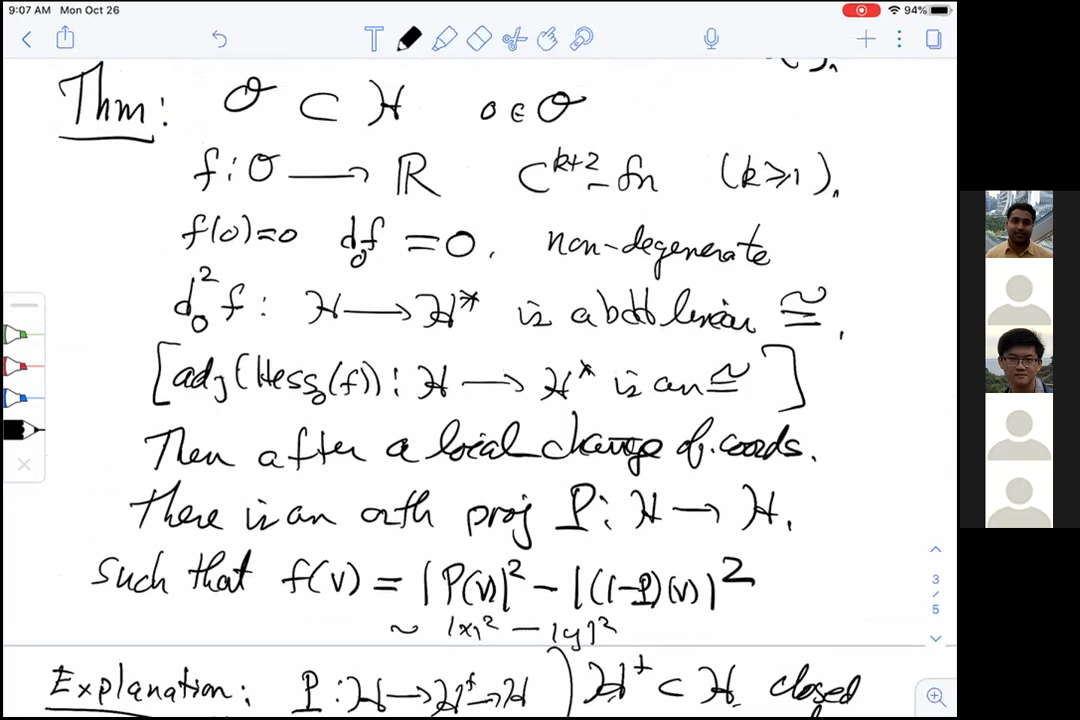 9:07 AM Mon Oct 26
94%
Thm: 𝒪 ⊂ ℋ 0 ∈ 𝒪
f: 𝒪 → ℝ C^{k+2}-fn (k≥1).
f(0)=0 d_0f = 0. non-degenerate
d_0^2 f: ℋ → ℋ* is a bdd linear ≅.
[adj(Hess_0(f)): ℋ → ℋ* is an ≅]
Then after a local change of coords.
there is an orth proj P: ℋ → ℋ.
such that f(v) = |P(v)|^2 - |(1-P)(v)|^2
~ |x|^2 - |y|^2
Explanation: P: ℋ → ℋ^+ → ℋ ) ℋ^+ ⊂ ℋ closed
3
/
5